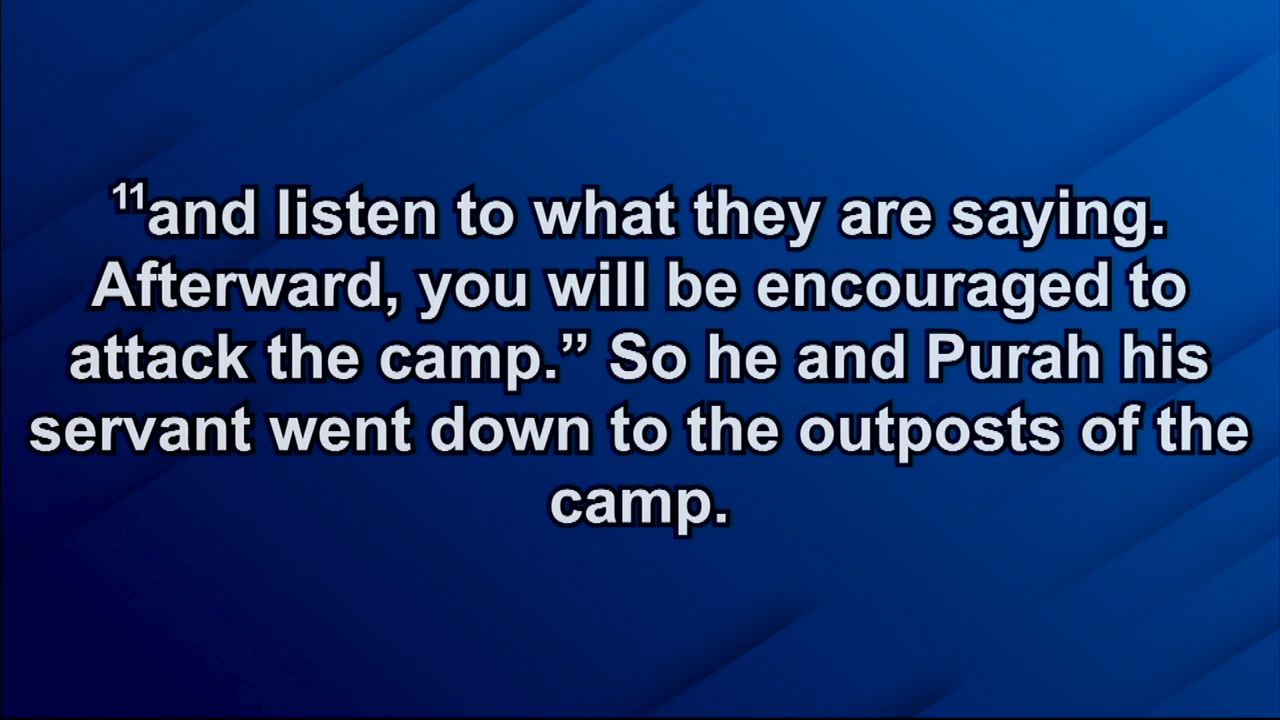 ¹¹and listen to what they are saying.
Afterward, you will be encouraged to
attack the camp.” So he and Purah his
servant went down to the outposts of the
camp.